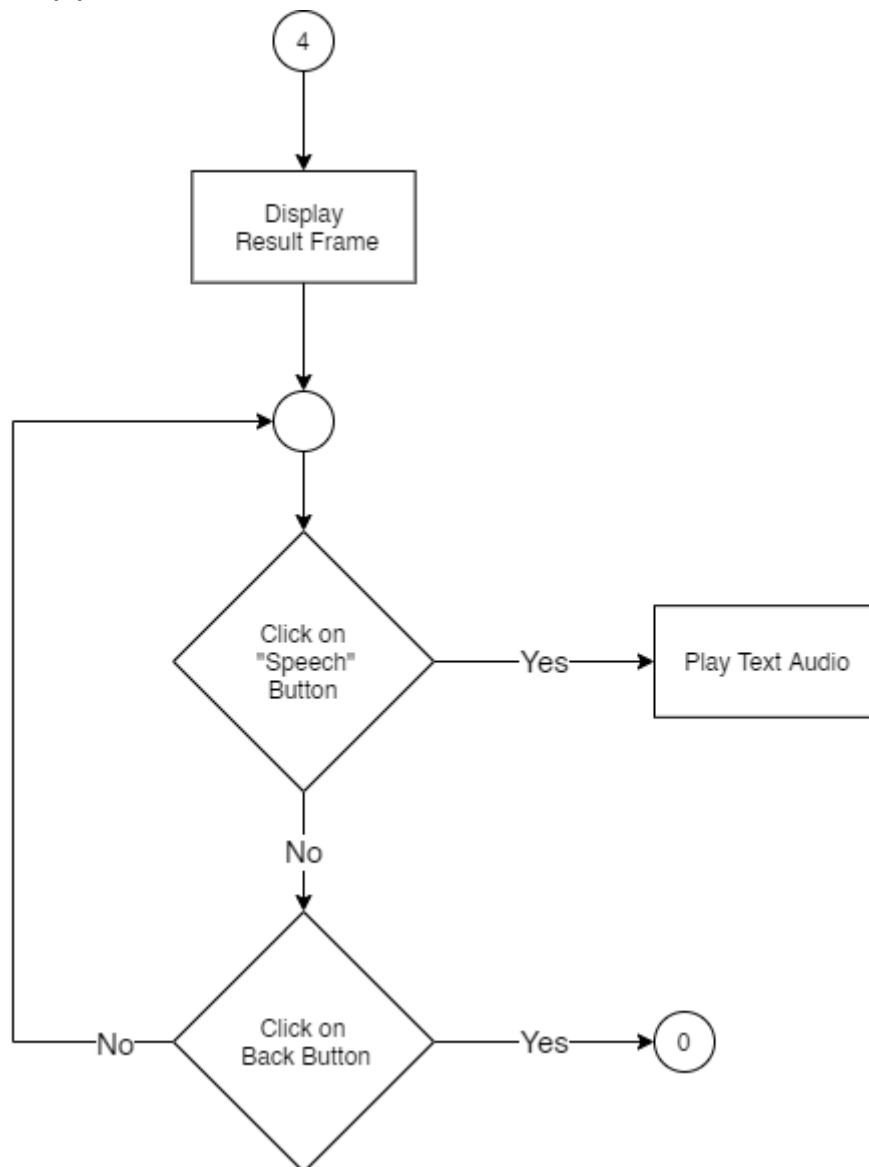 4
Display
Result Frame
Click on
"Speech"
Button
Yes
Play Text Audio
No
Click on
Back Button
No
Yes
0